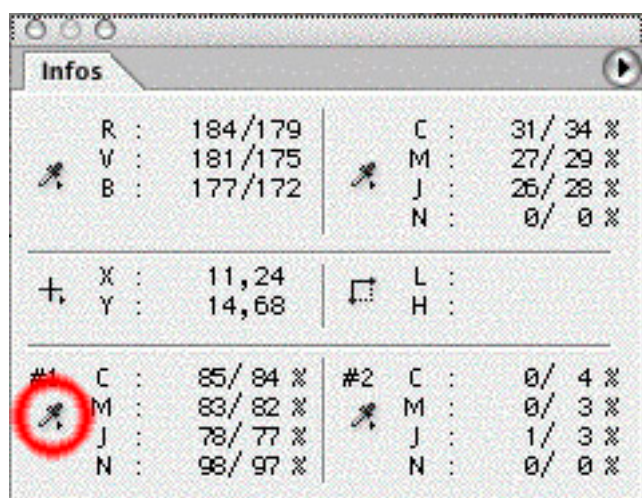 Infos
R : 184/179
V : 181/175
B : 177/172
C : 31/ 34 %
M : 27/ 29 %
J : 26/ 28 %
N : 0/ 0 %
X : 11,24
Y : 14,68
L :
H :
#1 C : 85/ 84 %
M : 83/ 82 %
J : 78/ 77 %
N : 98/ 97 %
#2 C : 0/ 4 %
M : 0/ 3 %
J : 1/ 3 %
N : 0/ 0 %